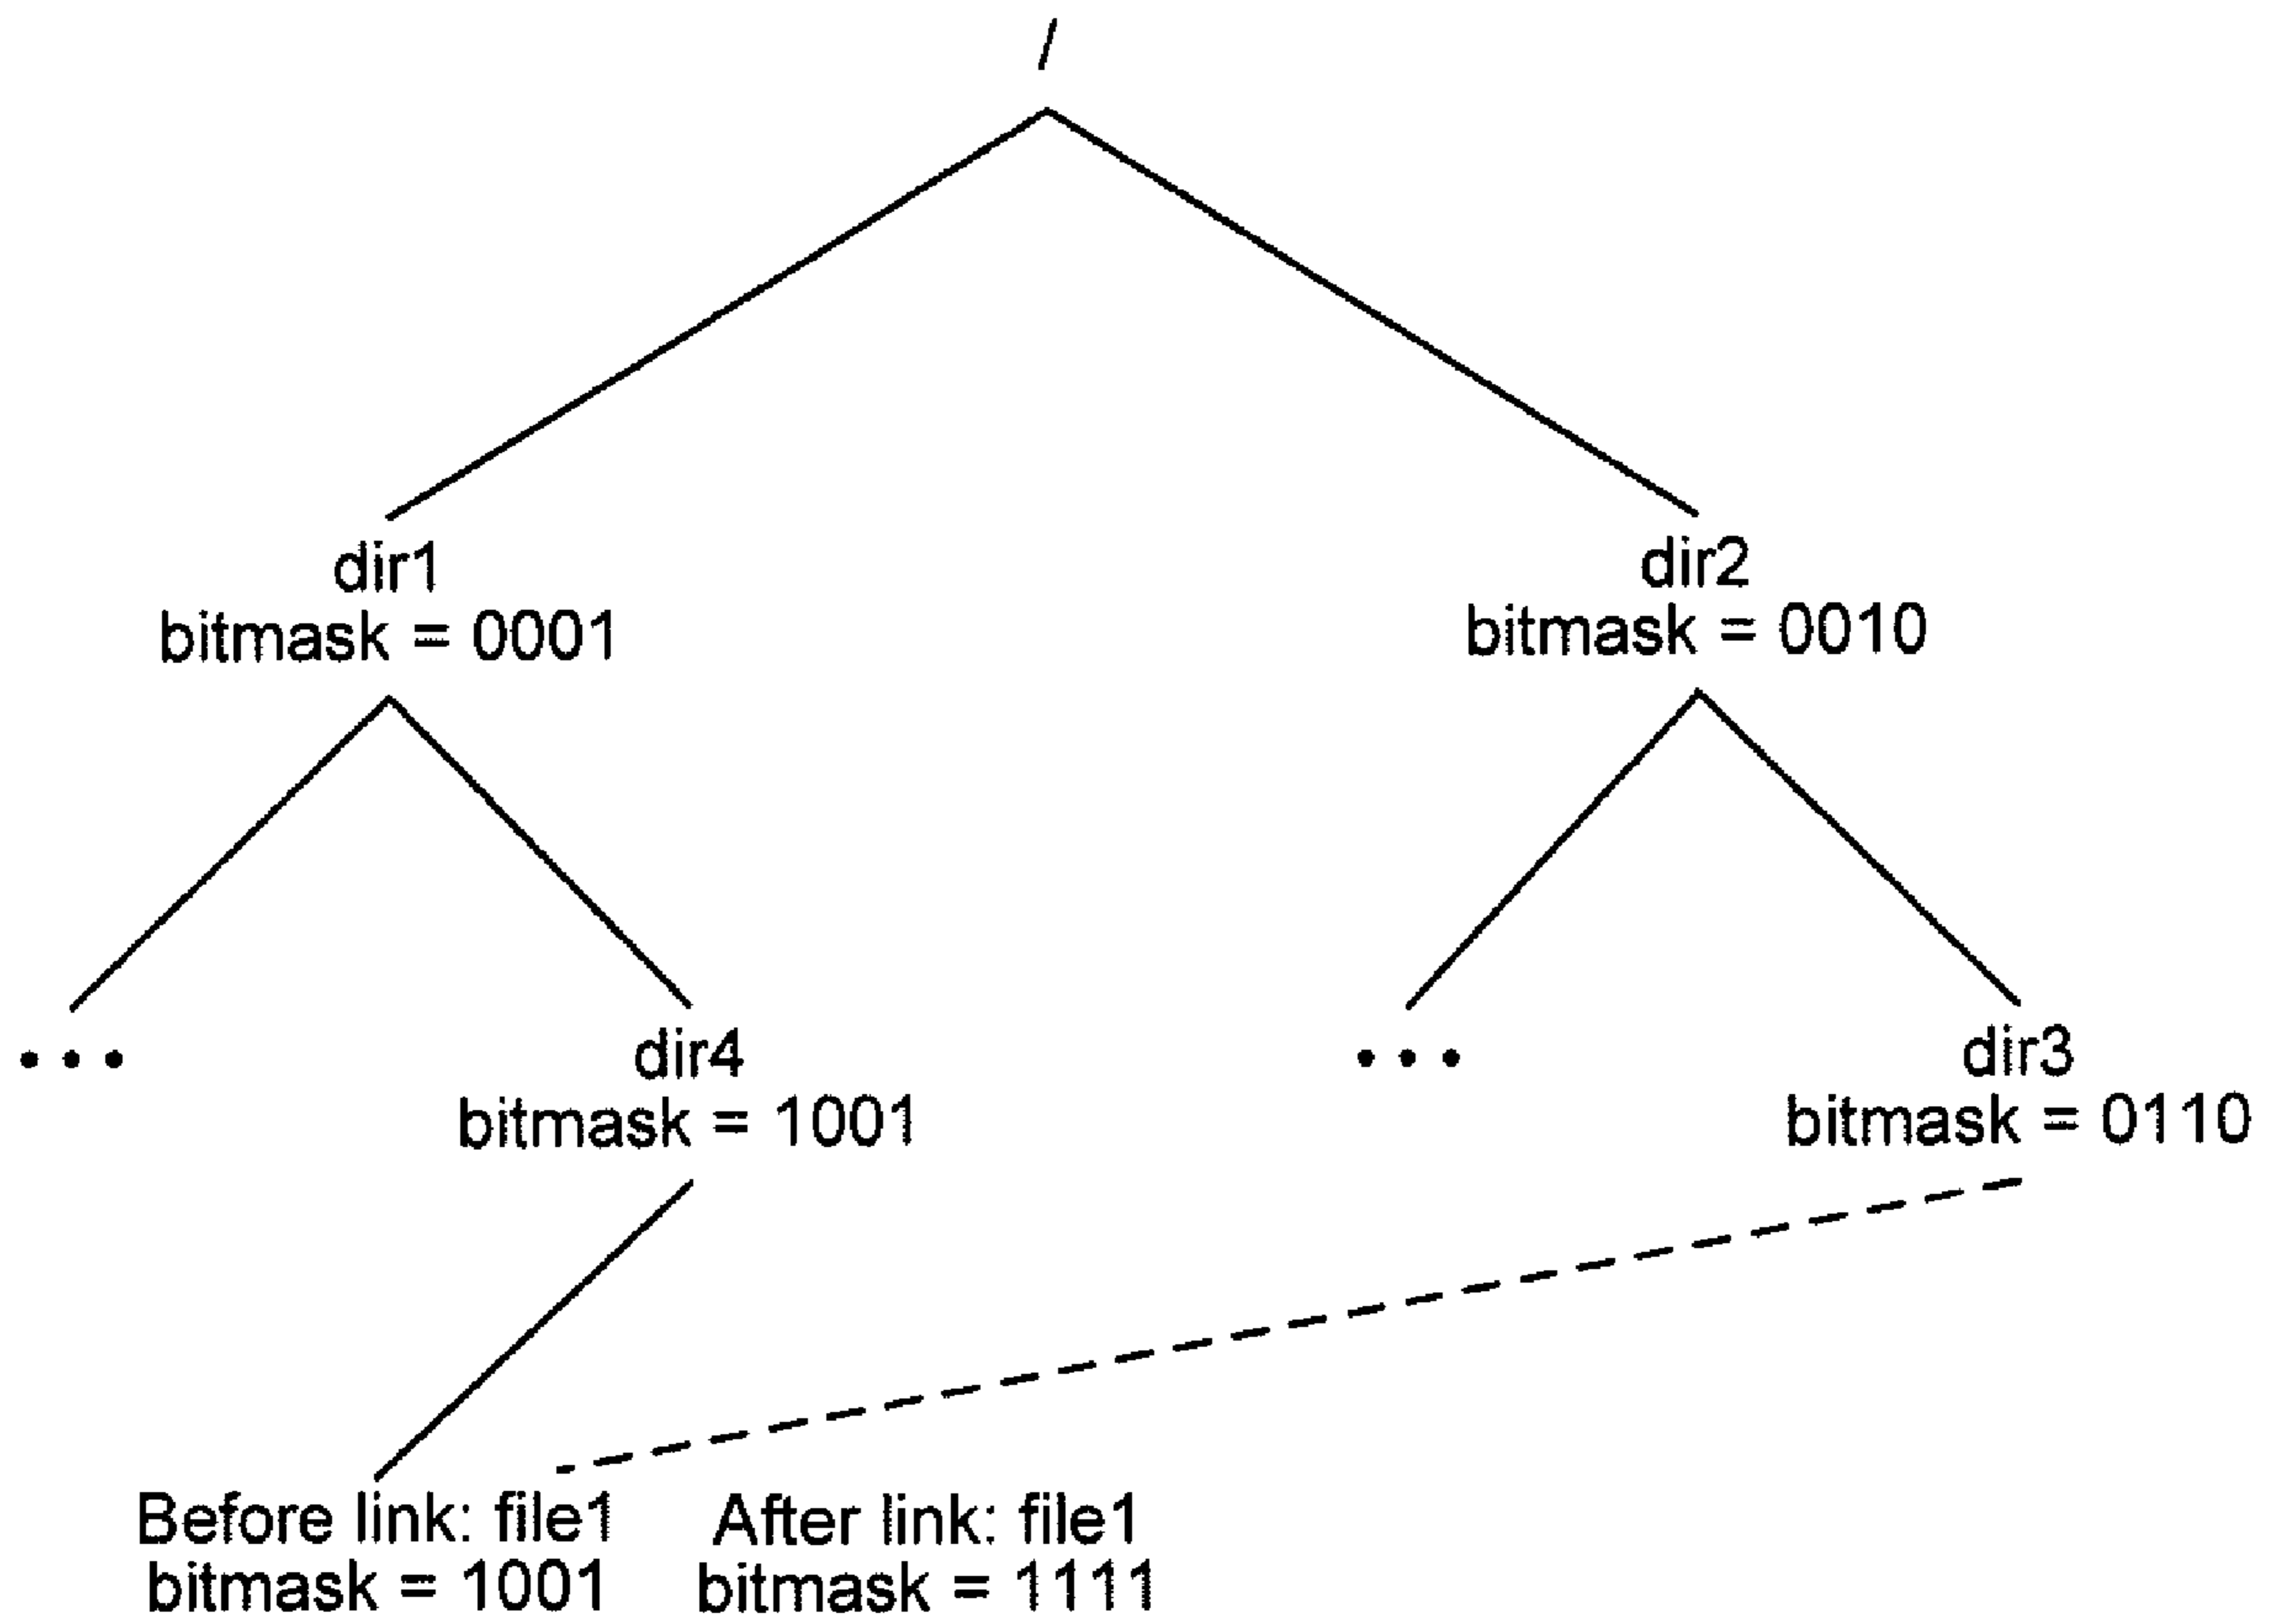 /
dir1
bitmask = 0001
dir2
bitmask = 0010
• • •
dir4
bitmask = 1001
• • •
dir3
bitmask = 0110
Before link: file1
bitmask = 1001
After link: file1
bitmask = 1111